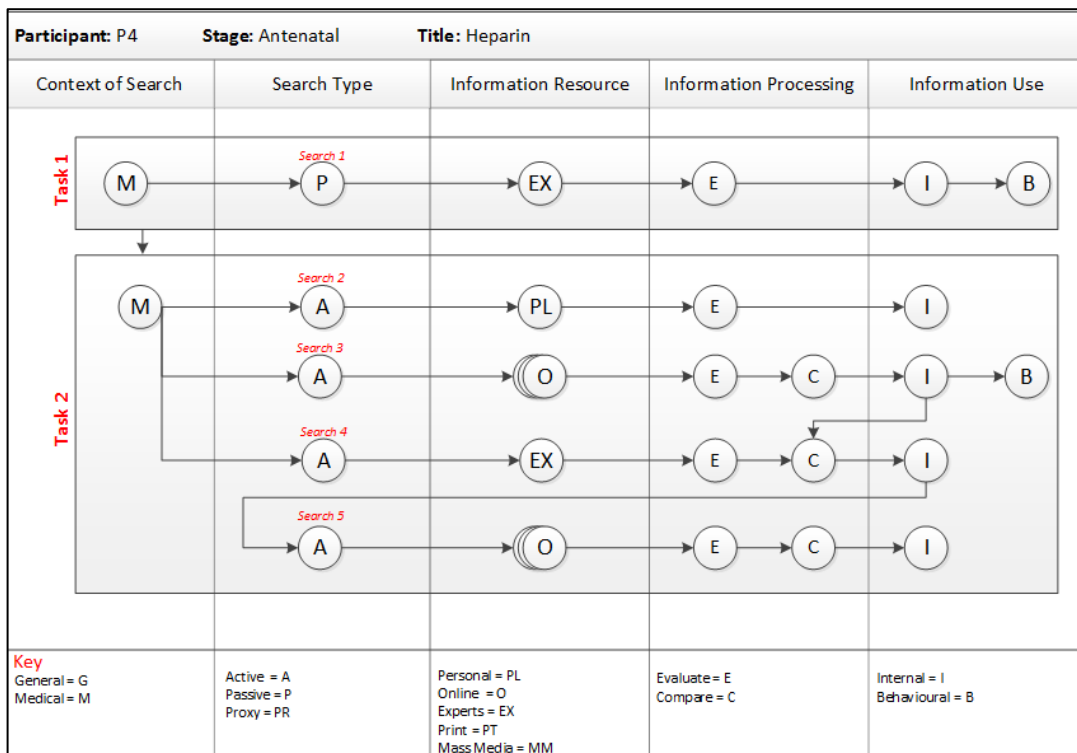 Participant: P4 Stage: Antenatal Title: Heparin
Context of Search Search Type Information Resource Information Processing Information Use
Task 1
Search 1
M P EX E I B
Task 2
Search 2
M A PL E I
Search 3
A O E C I B
Search 4
A EX E C I
Search 5
A O E C I
Key
General = G
Medical = M
Active = A
Passive = P
Proxy = PR
Personal = PL
Online = O
Experts = EX
Print = PT
Mass Media = MM
Evaluate = E
Compare = C
Internal = I
Behavioural = B